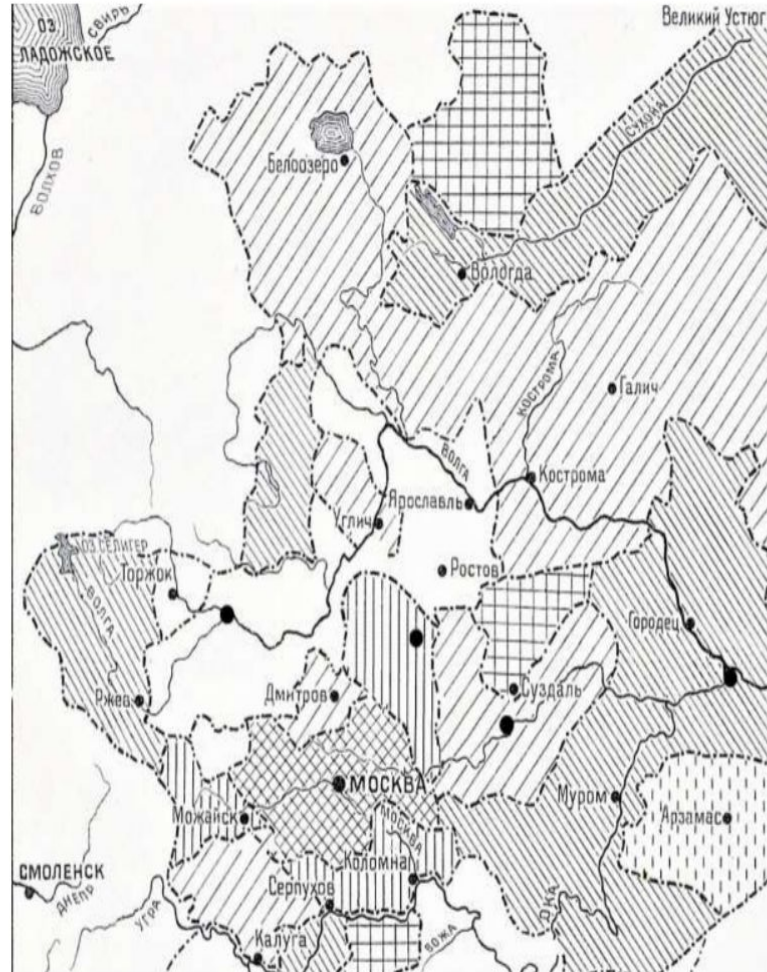 Великий Устюг
ОЗ.
ЛАДОЖСКОЕ
СВИРЬ
ВОЛХОВ
СУХОНА
Белоозеро
Вологда
КОСТРОМА
Галич
ВОЛГА
Кострома
Ярославль
Углич
ОЗ. СЕЛИГЕР
Торжок
ВОЛГА
Ростов
Городец
Ржев
Дмитров
Суздаль
МОСКВА
Можайск
МОСКВА
Муром
Арзамас
СМОЛЕНСК
ДНЕПР
Коломна
Серпухов
УГРА
Калуга
ВОЖА
ОКА